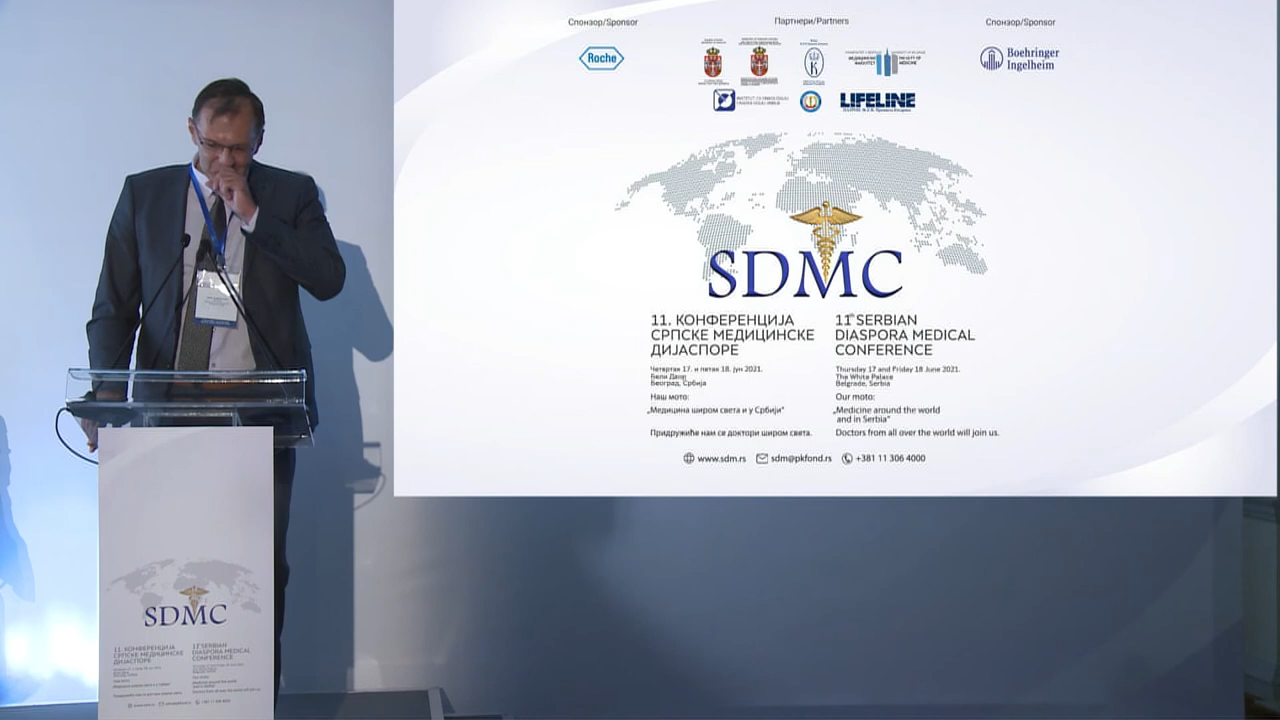 Спонзор/Sponsor
Партнери/Partners
Спонзор/Sponsor
Roche
Boehringer
Ingelheim
LIFELINE
SDMC
11. КОНФЕРЕНЦИЈА
СРПСКЕ МЕДИЦИНСКЕ
ДИЈАСПОРЕ
Четвртак 17. и петак 18. јун 2021.
Бели Двор
Београд, Србија
Наш мото:
„Медицина широм света и у Србији“
Придружиће нам се доктори широм света.
11th SERBIAN
DIASPORA MEDICAL
CONFERENCE
Thursday 17 and Friday 18 June 2021.
The White Palace
Belgrade, Serbia
Our moto:
„Medicine around the world
and in Serbia“
Doctors from all over the world will join us.
www.sdm.rs sdm@pkfond.rs +381 11 306 4000
SDMC
11. КОНФЕРЕНЦИЈА
СРПСКЕ МЕДИЦИНСКЕ
ДИЈАСПОРЕ
11th SERBIAN
DIASPORA MEDICAL
CONFERENCE